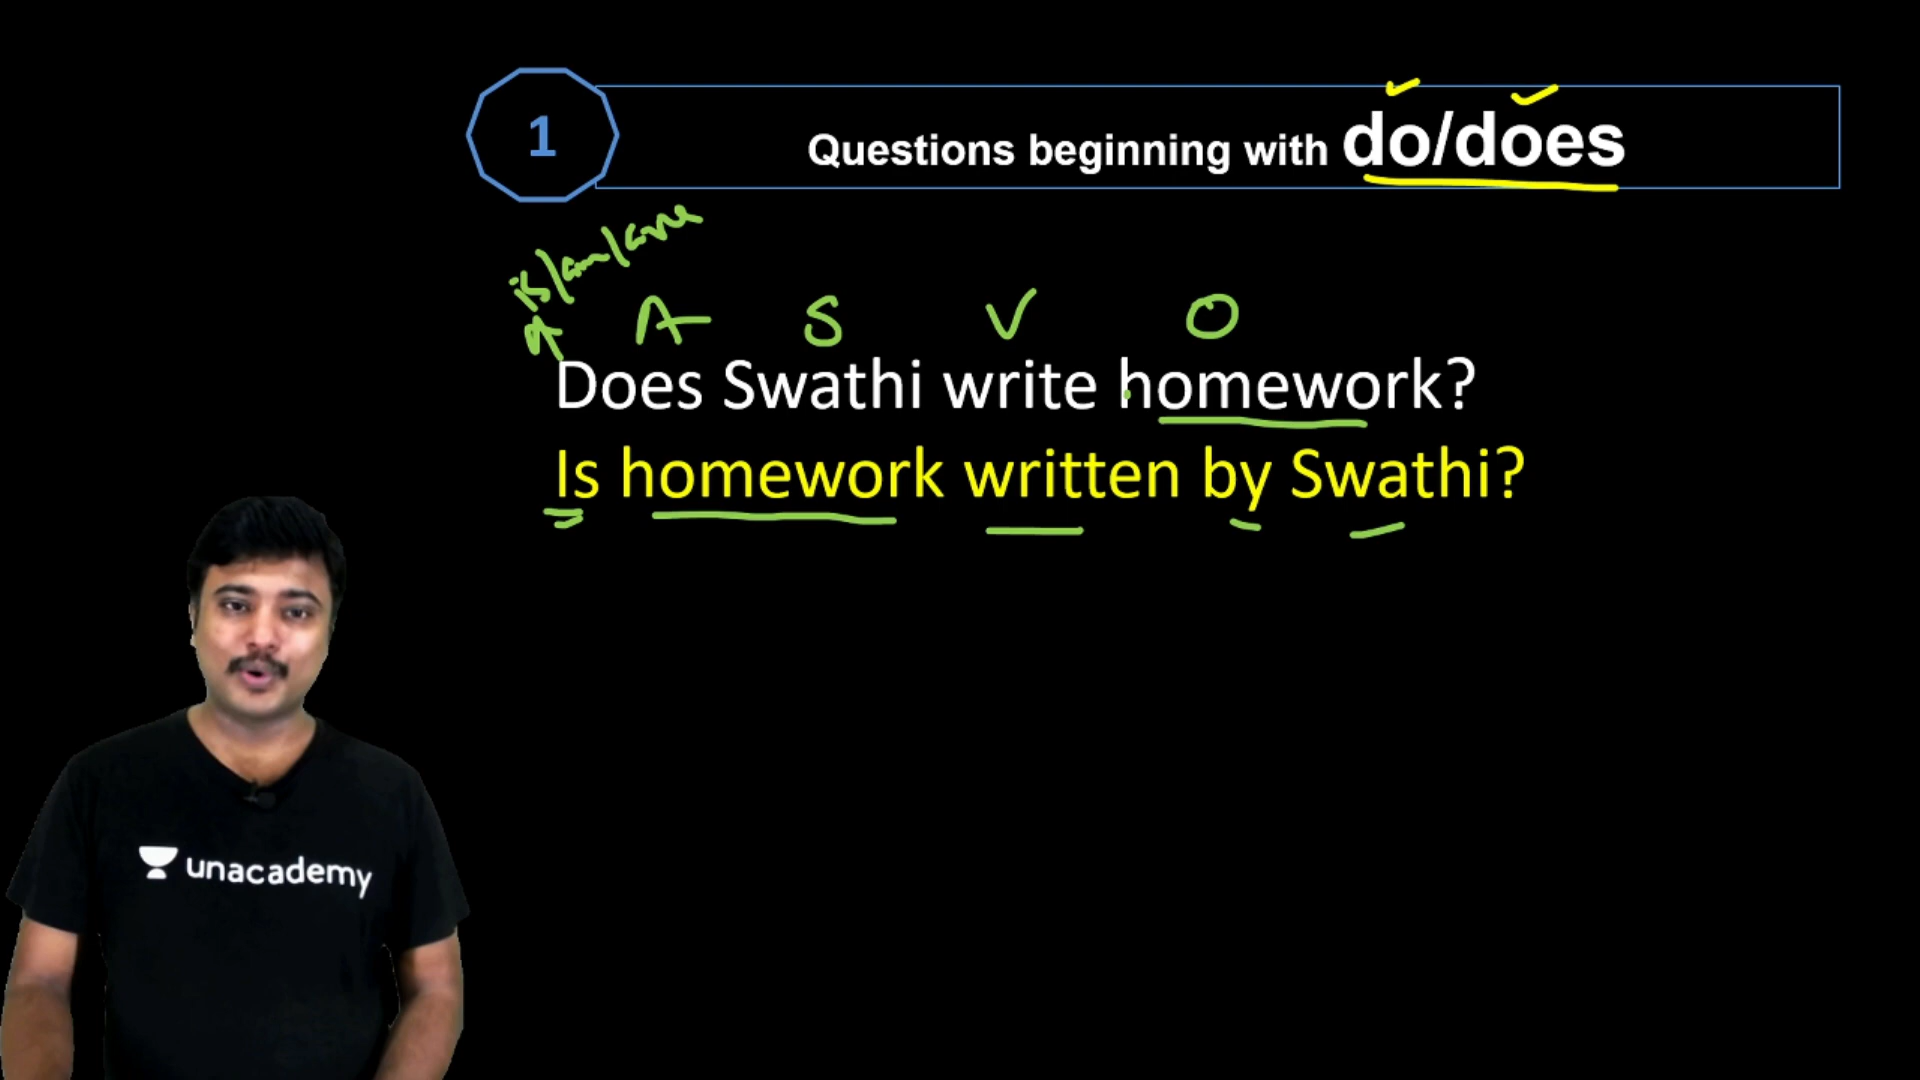 1
Questions beginning with do/does
is/am/are
A S V O
Does Swathi write homework?
Is homework written by Swathi?
unacademy